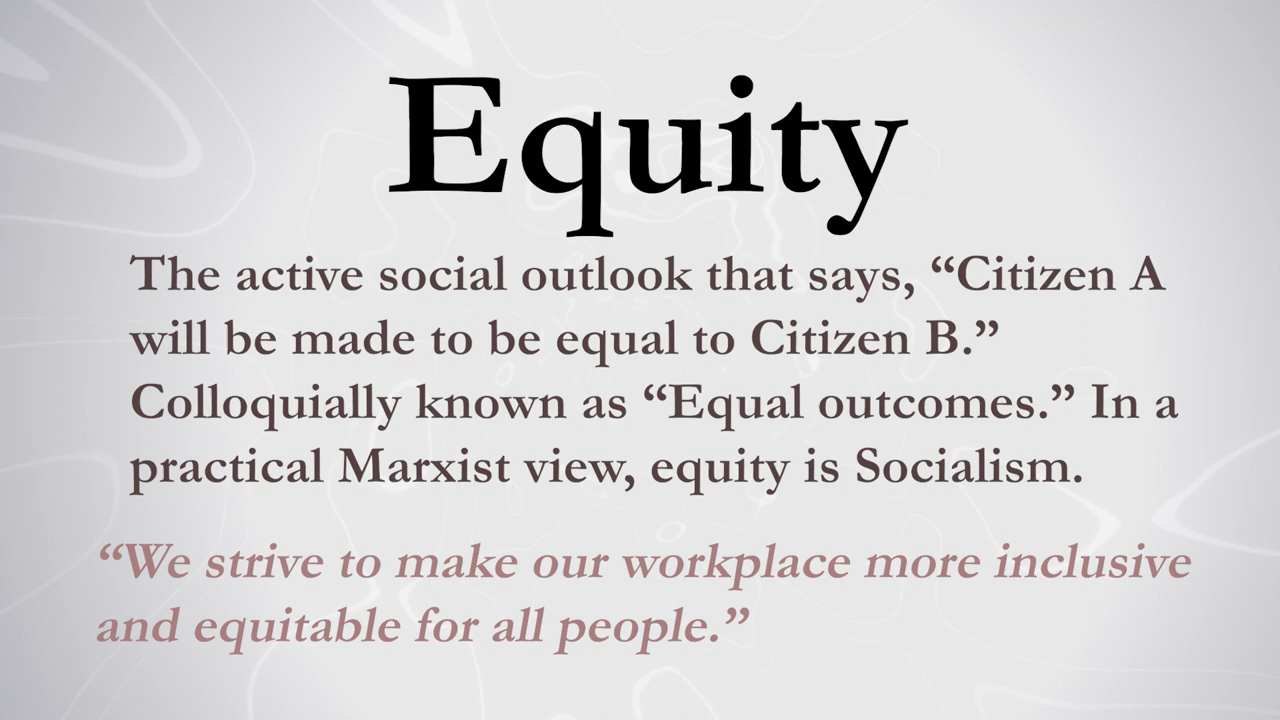 Equity
The active social outlook that says, “Citizen A
will be made to be equal to Citizen B.”
Colloquially known as “Equal outcomes.” In a
practical Marxist view, equity is Socialism.
“We strive to make our workplace more inclusive
and equitable for all people.”